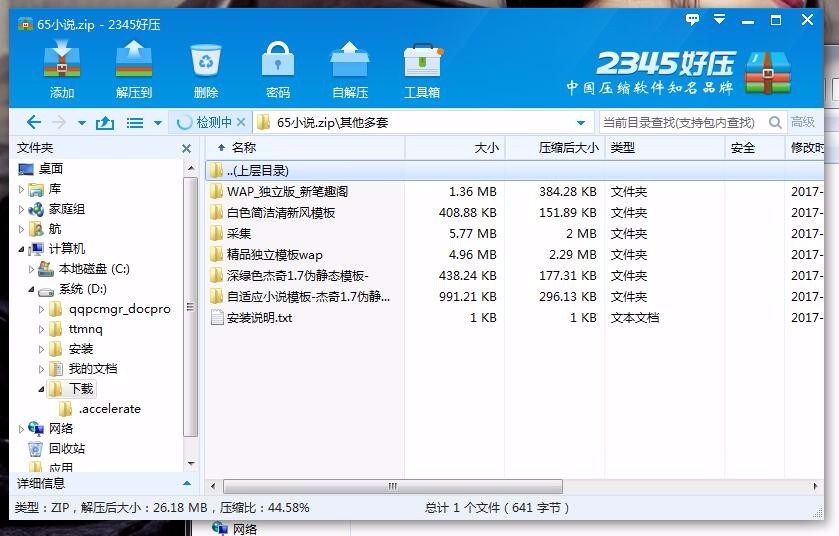 65小说.zip - 2345好压
添加 解压到 删除 密码 自解压 工具箱
2345好压
中国压缩软件知名品牌
检测中 65小说.zip\其他多套 当前目录查找(支持包内查找) 高级
文件夹
名称 大小 压缩后大小 类型 安全 修改时
桌面
库
家庭组
航
计算机
本地磁盘 (C:)
系统 (D:)
qqpcmgr_docpro
ttmnq
安装
我的文档
下载
.accelerate
网络
回收站
应用
..(上层目录)
WAP_独立版_新笔趣阁 1.36 MB 384.28 KB 文件夹 2017-
白色简洁清新风模板 408.88 KB 151.89 KB 文件夹 2017-
采集 5.77 MB 2 MB 文件夹 2017-
精品独立模板wap 4.96 MB 2.29 MB 文件夹 2017-
深绿色杰奇1.7伪静态模板- 438.24 KB 177.31 KB 文件夹 2017-
自适应小说模板-杰奇1.7伪静... 991.21 KB 296.13 KB 文件夹 2017-
安装说明.txt 1 KB 1 KB 文本文档 2017-
详细信息
类型：ZIP，解压后大小：26.18 MB，压缩比：44.58% 总计 1 个文件（ 641 字节 ）
网络